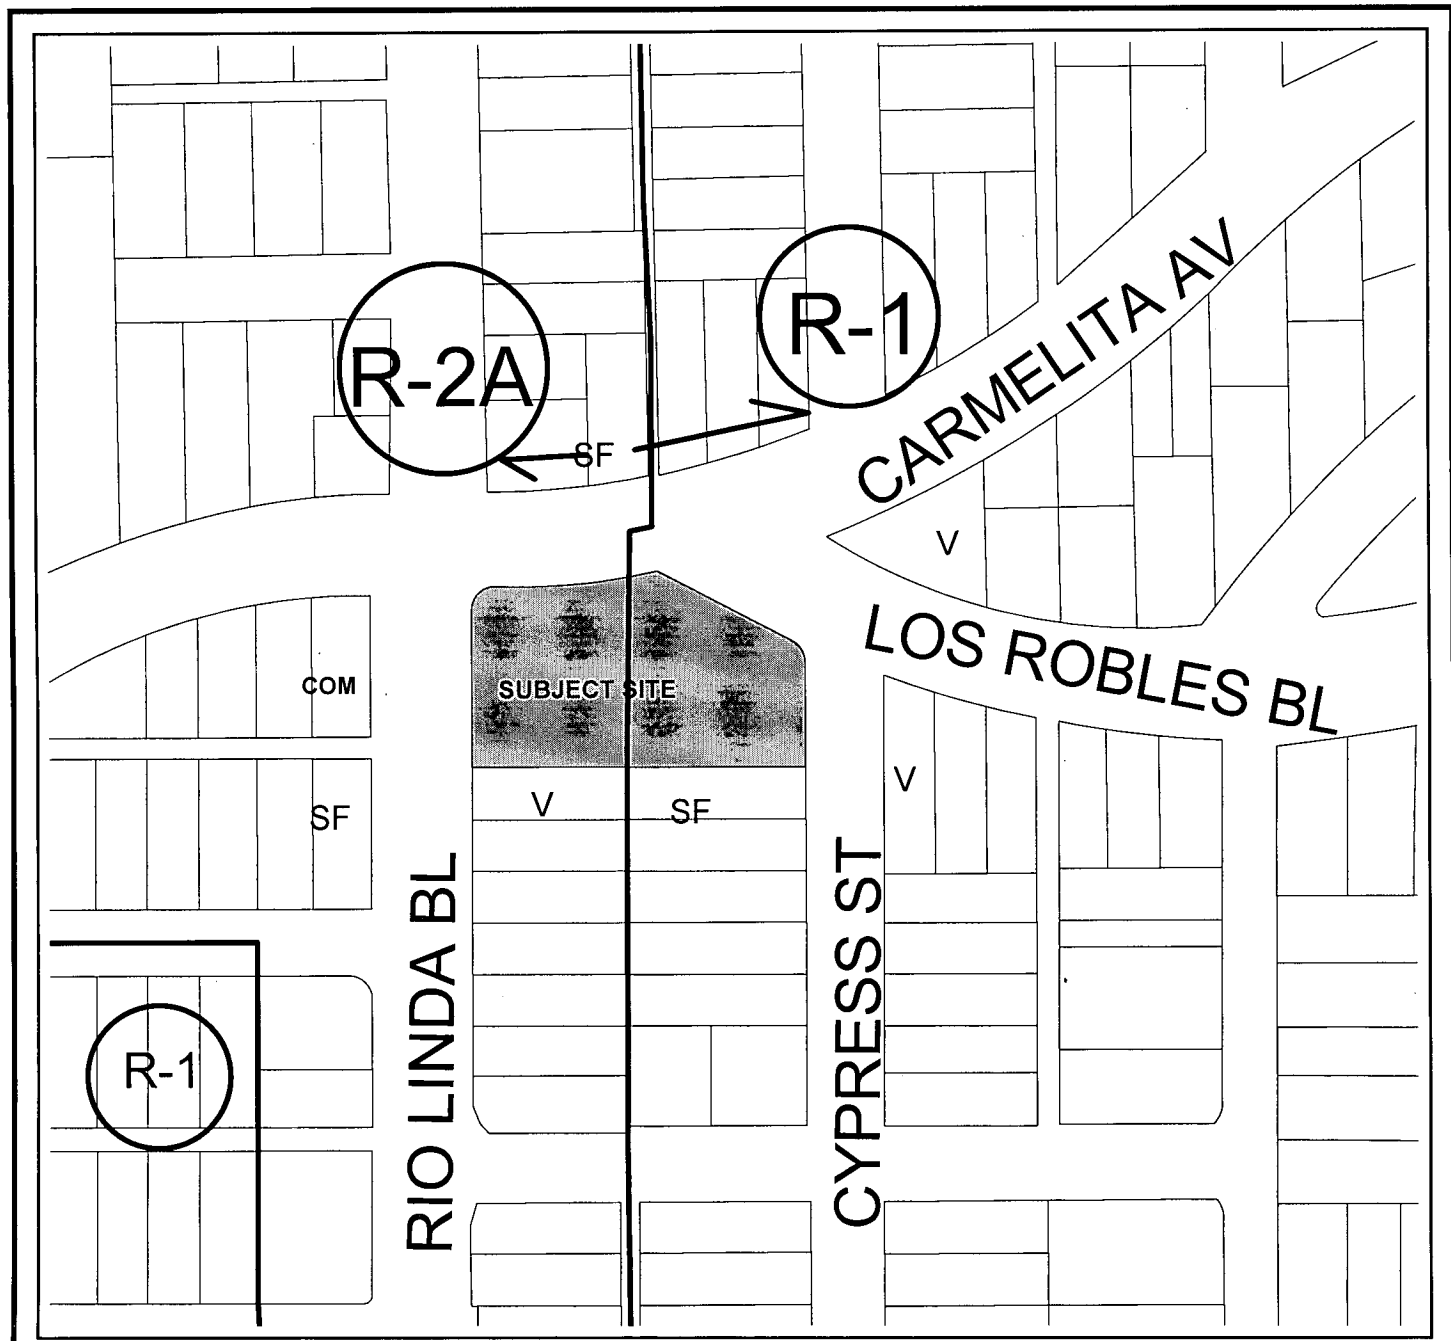 R-2A
R-1
CARMELITA AV
SF
V
LOS ROBLES BL
COM
SUBJECT SITE
V
SF
V
SF
RIO LINDA BL
CYPRESS ST
R-1